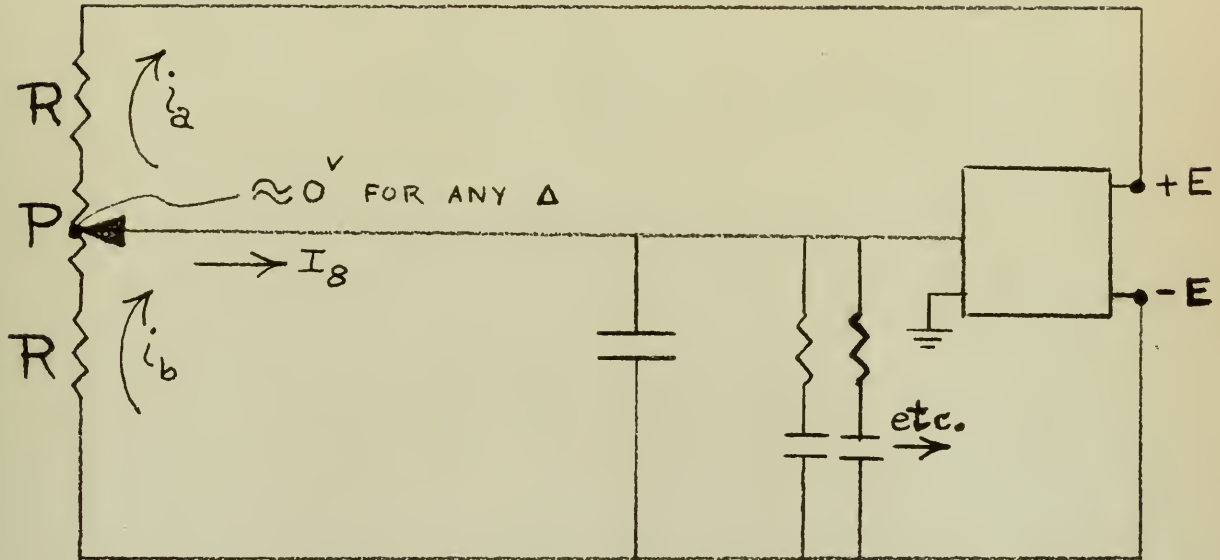 R
i_a
≈ 0^V FOR ANY Δ
P
+E
I_8
-E
R
i_b
etc.